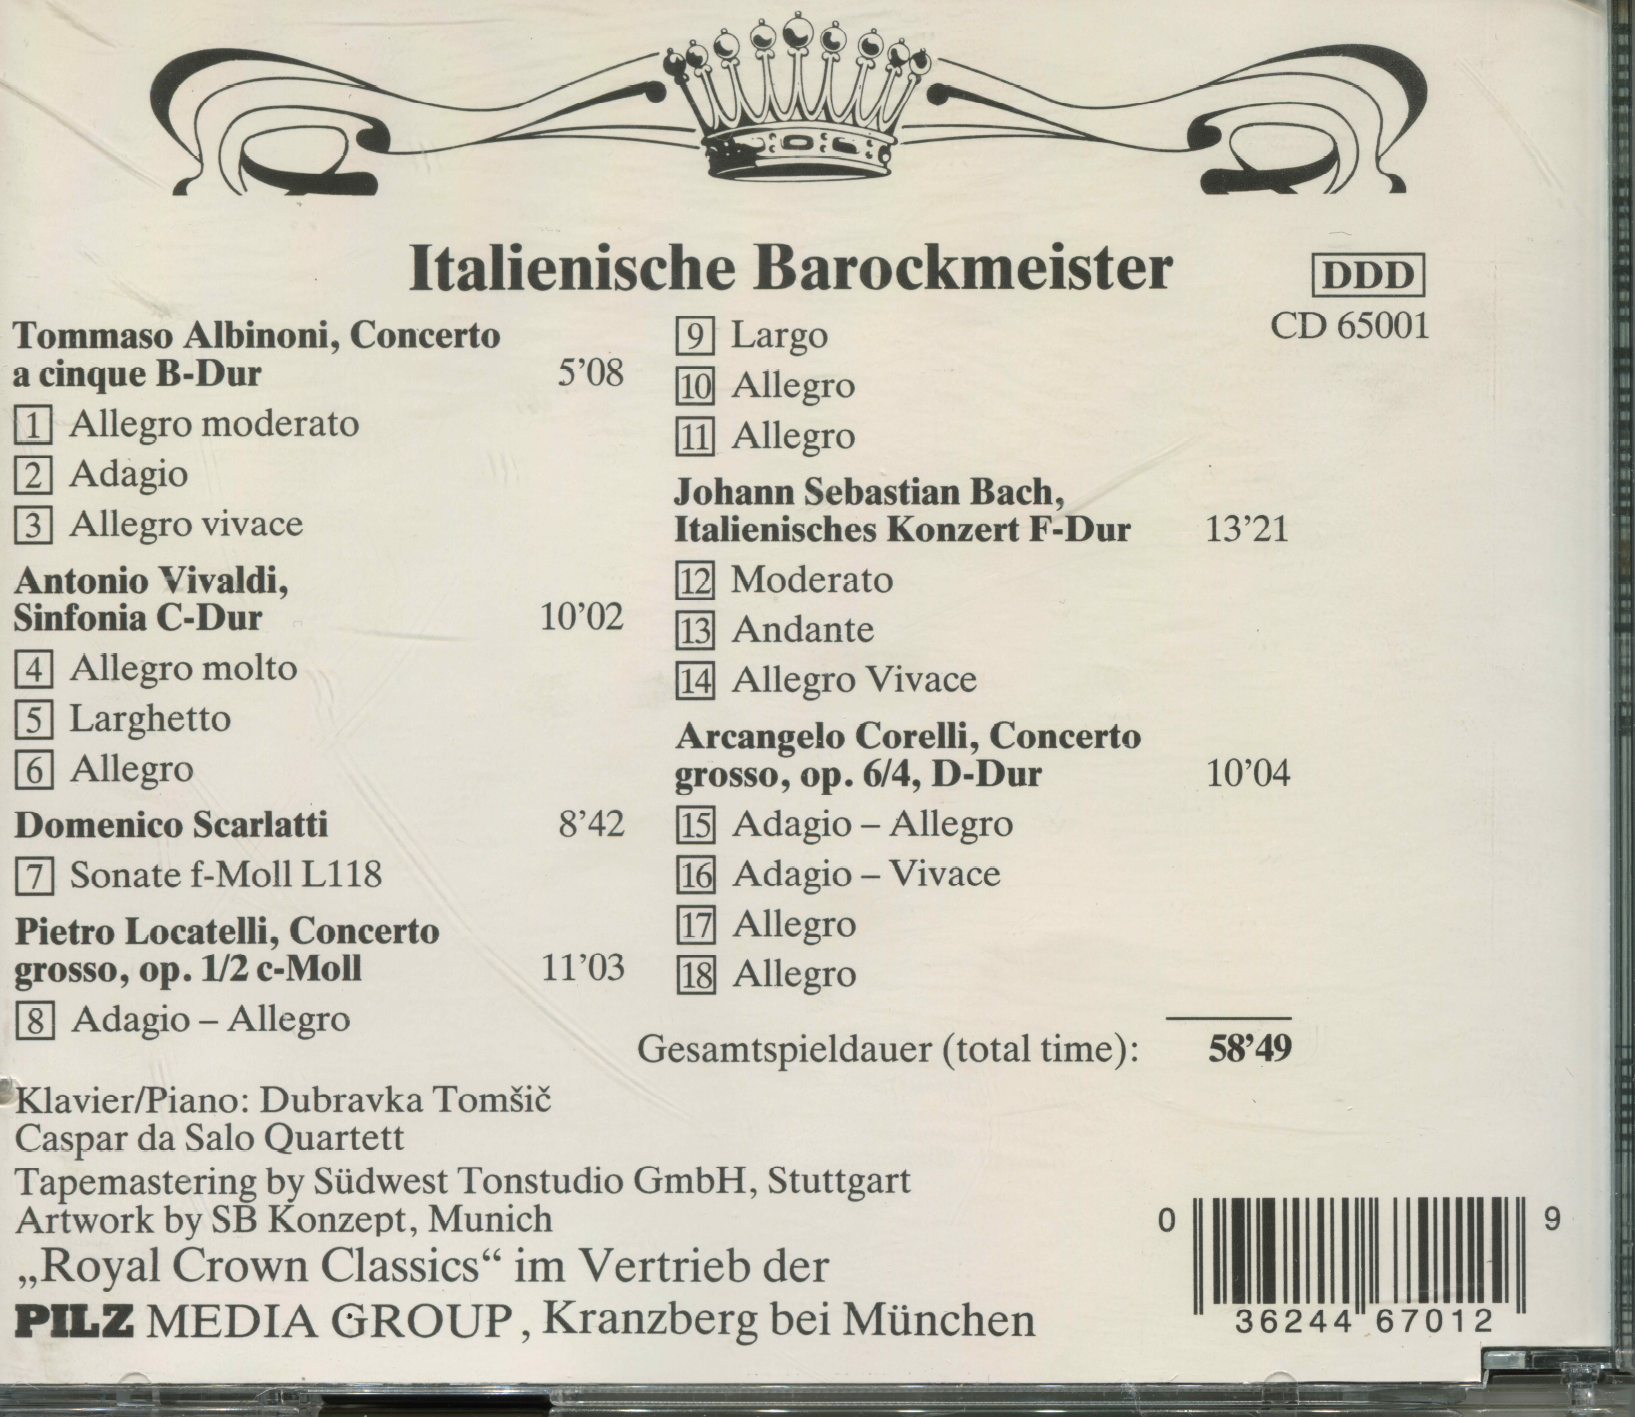 Italienische Barockmeister
DDD
CD 65001
Tommaso Albinoni, Concerto
a cinque B-Dur 5’08
1 Allegro moderato
2 Adagio
3 Allegro vivace
Antonio Vivaldi,
Sinfonia C-Dur 10’02
4 Allegro molto
5 Larghetto
6 Allegro
Domenico Scarlatti 8’42
7 Sonate f-Moll L118
Pietro Locatelli, Concerto
grosso, op. 1/2 c-Moll 11’03
8 Adagio – Allegro
9 Largo
10 Allegro
11 Allegro
Johann Sebastian Bach,
Italienisches Konzert F-Dur 13’21
12 Moderato
13 Andante
14 Allegro Vivace
Arcangelo Corelli, Concerto
grosso, op. 6/4, D-Dur 10’04
15 Adagio – Allegro
16 Adagio – Vivace
17 Allegro
18 Allegro
Gesamtspieldauer (total time): 58’49
Klavier/Piano: Dubravka Tomšič
Caspar da Salo Quartett
Tapemastering by Südwest Tonstudio GmbH, Stuttgart
Artwork by SB Konzept, Munich
„Royal Crown Classics“ im Vertrieb der
PILZ MEDIA GROUP, Kranzberg bei München
0 36244 67012 9